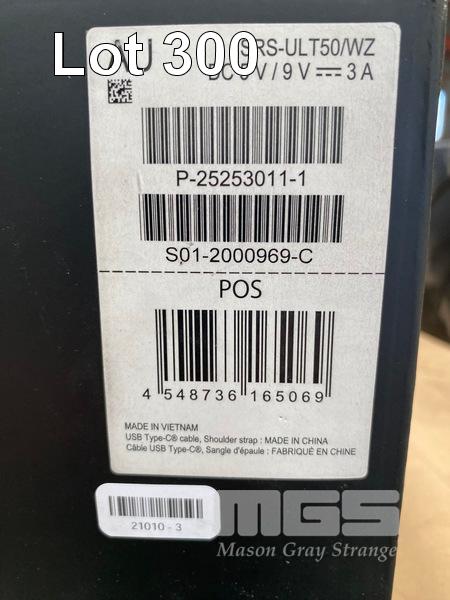 Lot 300
SRS-ULT50/WZ
V / 9 V ⎓ 3 A
P-25253011-1
S01-2000969-C
POS
4 548736 165069
MADE IN VIETNAM
USB Type-C® cable, Shoulder strap : MADE IN CHINA
Câble USB Type-C®, Sangle d'épaule : FABRIQUÉ EN CHINE
21010 - 3
MGS
Mason Gray Strange